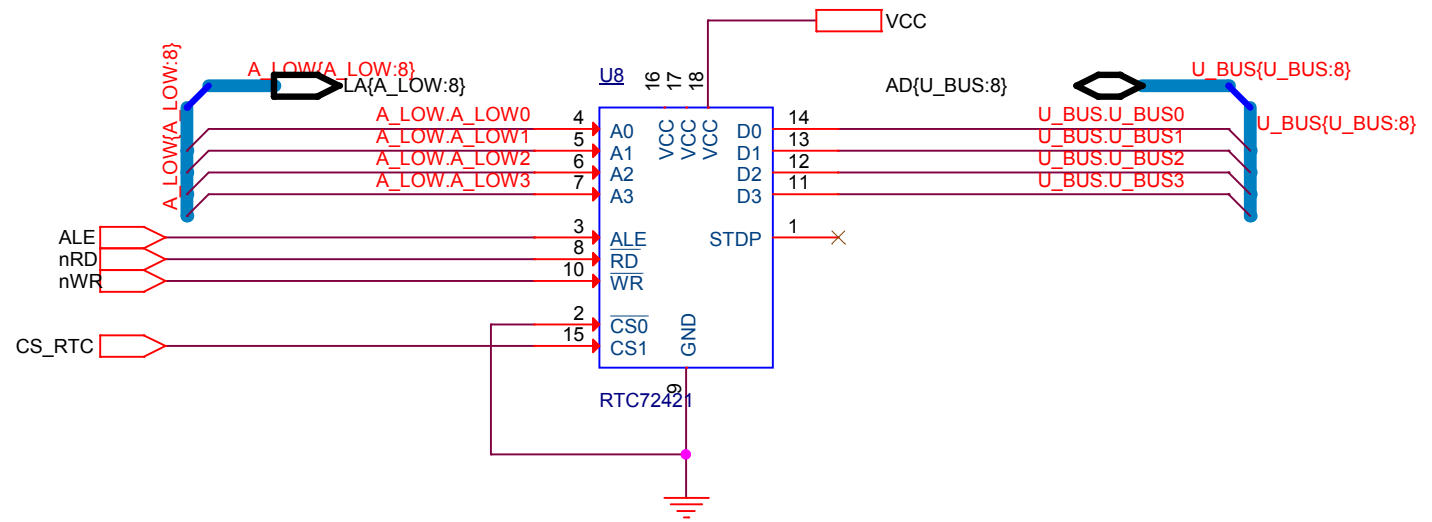 VCC
A_LOW{A_LOW:8}
LA{A_LOW:8}
A_LOW{A_LOW:8}
U8
16
17
18
AD{U_BUS:8}
U_BUS{U_BUS:8}
U_BUS{U_BUS:8}
A_LOW.A_LOW0
4
A0
VCC
VCC
VCC
D0
14
U_BUS.U_BUS0
A_LOW.A_LOW1
5
A1
D1
13
U_BUS.U_BUS1
A_LOW.A_LOW2
6
A2
D2
12
U_BUS.U_BUS2
A_LOW.A_LOW3
7
A3
D3
11
U_BUS.U_BUS3
ALE
3
ALE
STDP
1
nRD
8
RD
nWR
10
WR
2
CS0
GND
CS_RTC
15
CS1
9
RTC72421